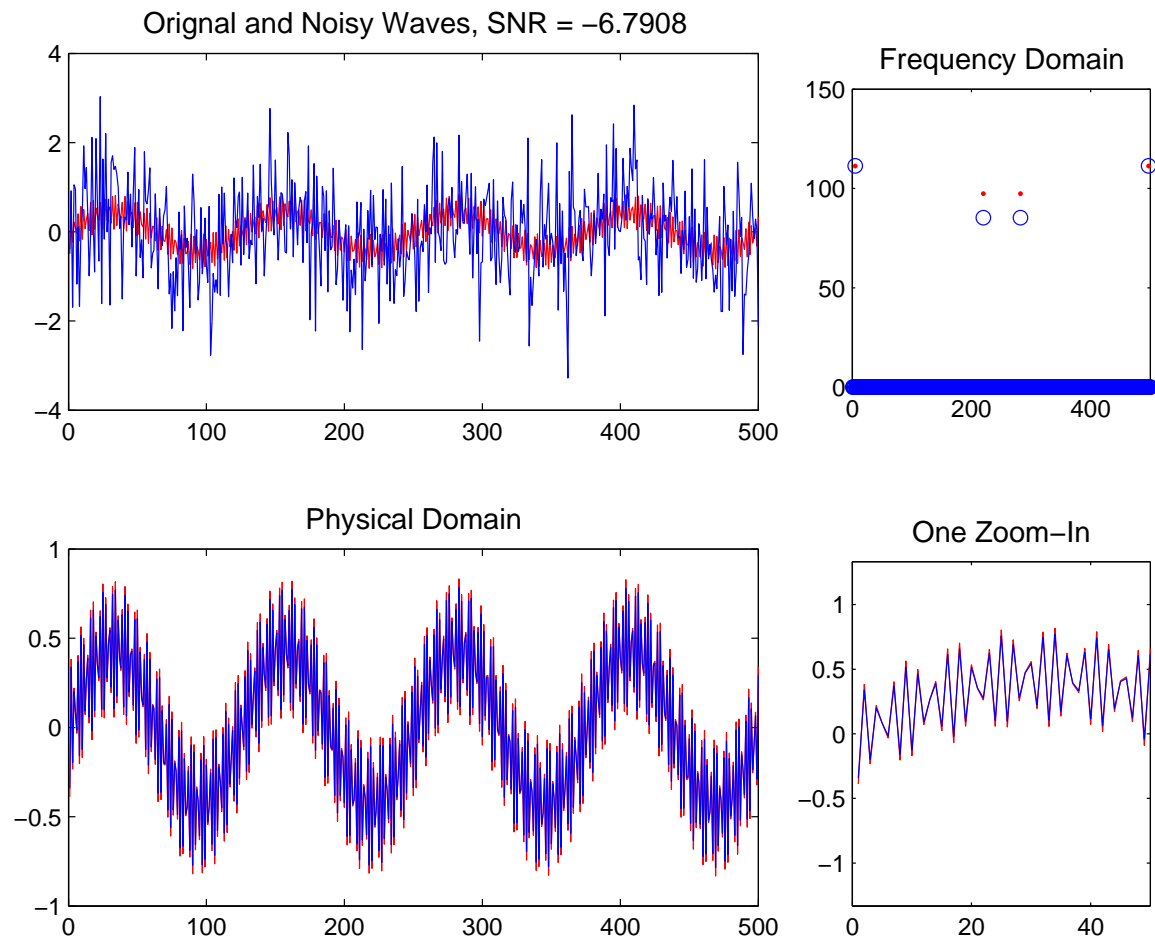 Orignal and Noisy Waves, SNR = −6.7908
4
2
0
−2
−4
0 100 200 300 400 500
Frequency Domain
150
100
50
0
0 200 400
Physical Domain
1
0.5
0
−0.5
−1
0 100 200 300 400 500
One Zoom−In
1
0.5
0
−0.5
−1
0 20 40